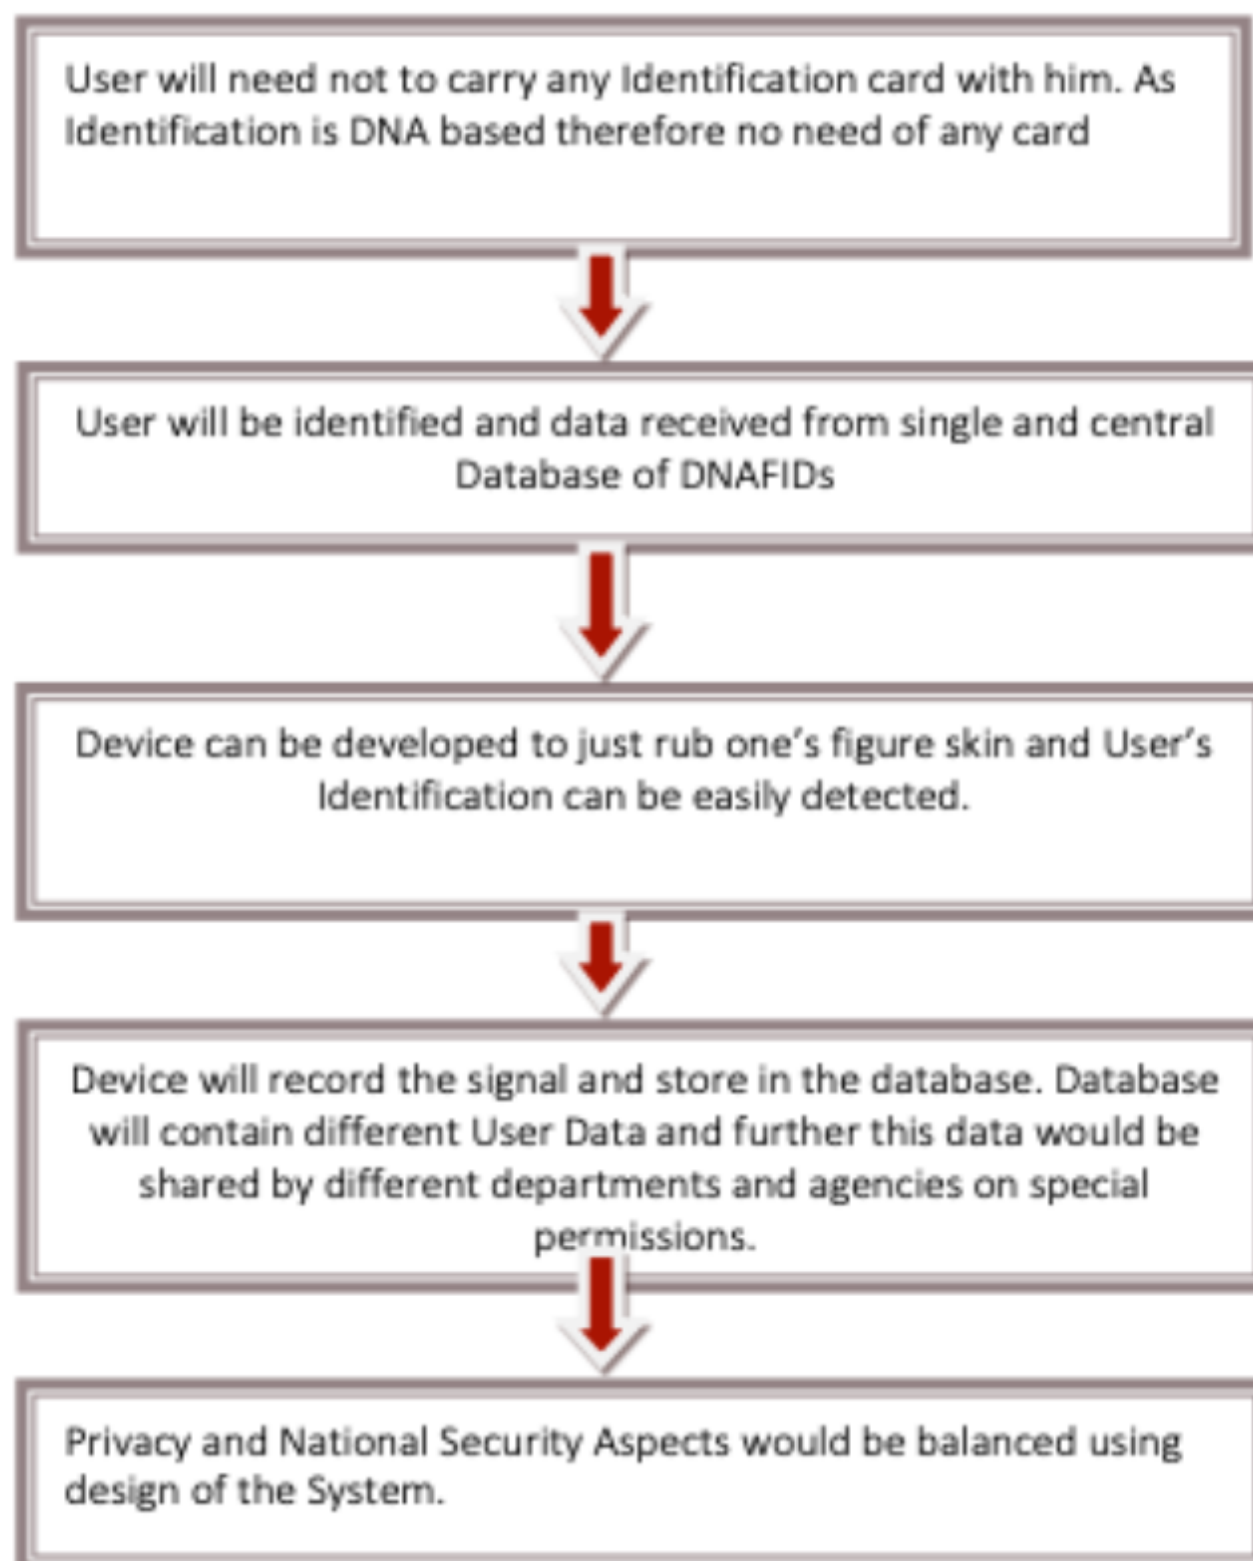 User will need not to carry any Identification card with him. As
Identification is DNA based therefore no need of any card
User will be identified and data received from single and central
Database of DNAFIDs
Device can be developed to just rub one's figure skin and User's
Identification can be easily detected.
Device will record the signal and store in the database. Database
will contain different User Data and further this data would be
shared by different departments and agencies on special
permissions.
Privacy and National Security Aspects would be balanced using
design of the System.